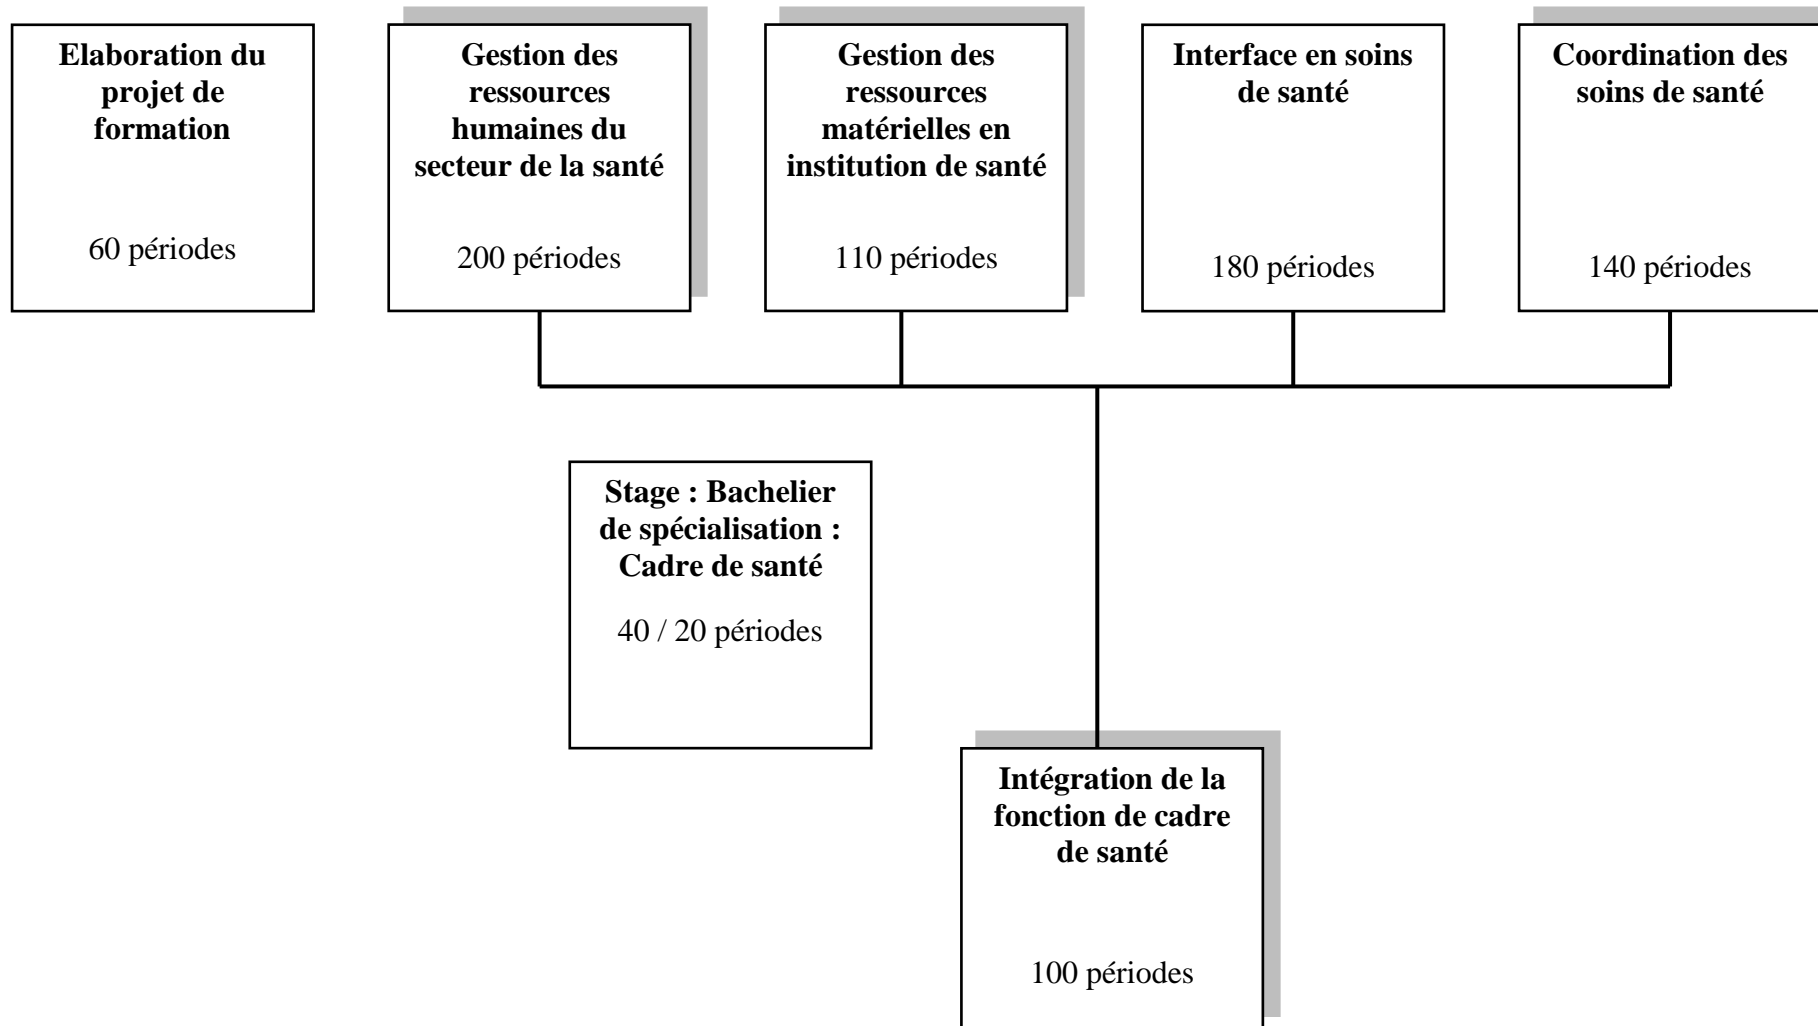 Elaboration du
projet de
formation
60 périodes
Gestion des
ressources
humaines du
secteur de la santé
200 périodes
Gestion des
ressources
matérielles en
institution de santé
110 périodes
Interface en soins
de santé
180 périodes
Coordination des
soins de santé
140 périodes
Stage : Bachelier
de spécialisation :
Cadre de santé
40 / 20 périodes
Intégration de la
fonction de cadre
de santé
100 périodes